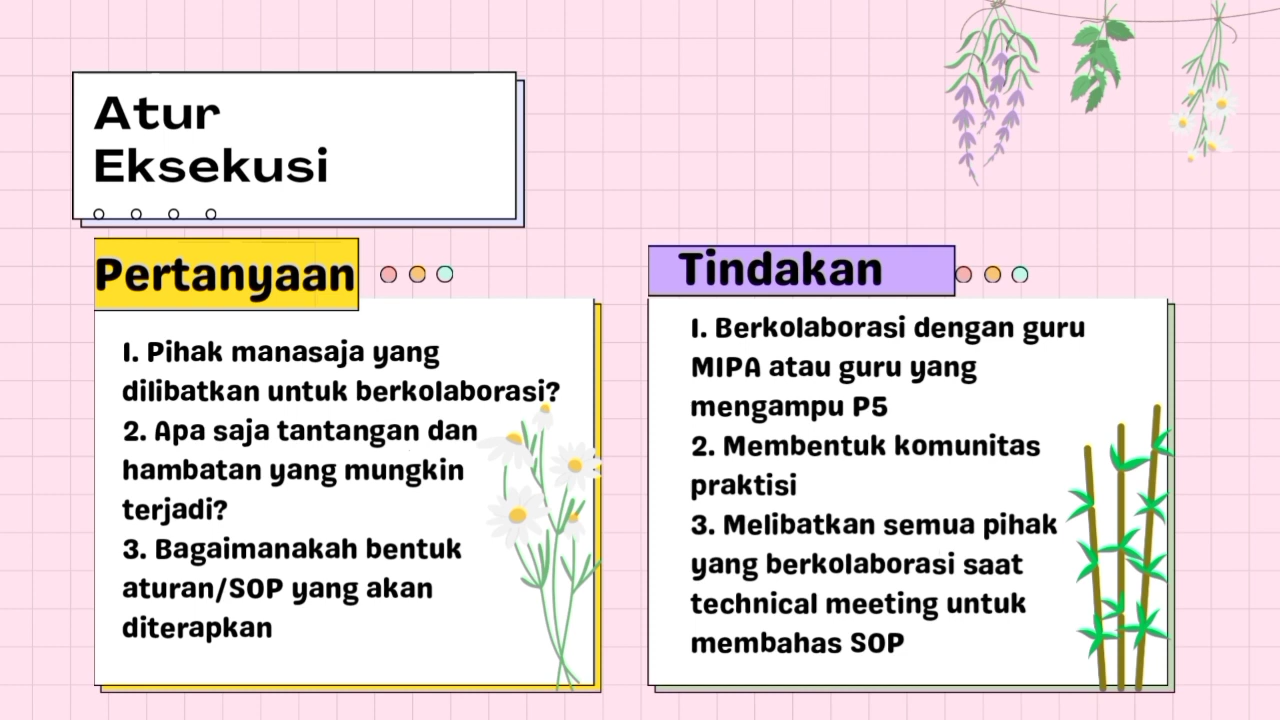 Atur
Eksekusi
Pertanyaan
1. Pihak manasaja yang
dilibatkan untuk berkolaborasi?
2. Apa saja tantangan dan
hambatan yang mungkin
terjadi?
3. Bagaimanakah bentuk
aturan/SOP yang akan
diterapkan
Tindakan
1. Berkolaborasi dengan guru
MIPA atau guru yang
mengampu P5
2. Membentuk komunitas
praktisi
3. Melibatkan semua pihak
yang berkolaborasi saat
technical meeting untuk
membahas SOP